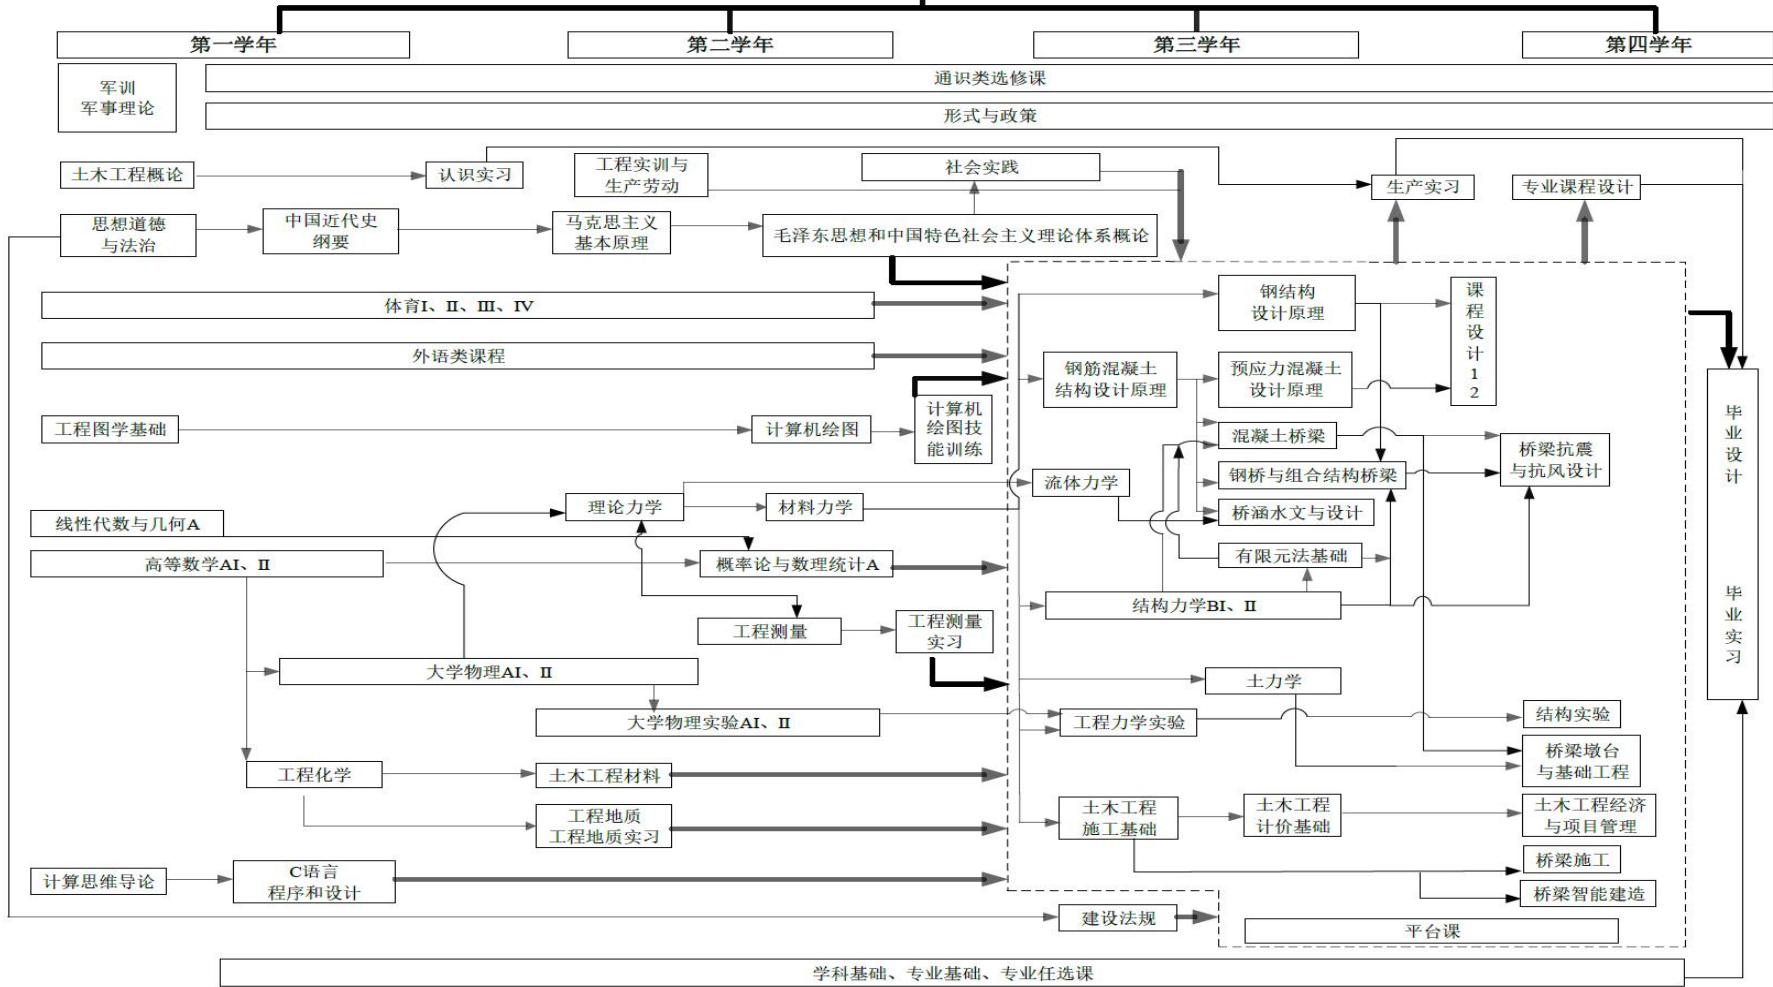 第一学年
第二学年
第三学年
第四学年
军训
军事理论
通识类选修课
形式与政策
土木工程概论
认识实习
工程实训与
生产劳动
社会实践
生产实习
专业课程设计
思想道德
与法治
中国近代史
纲要
马克思主义
基本原理
毛泽东思想和中国特色社会主义理论体系概论
体育I、II、III、IV
钢结构
设计原理
课
程
设
计
1
2
外语类课程
钢筋混凝土
结构设计原理
预应力混凝土
设计原理
工程图学基础
计算机绘图
计算机
绘图技
能训练
混凝土桥梁
桥梁抗震
与抗风设计
钢桥与组合结构桥梁
流体力学
理论力学
材料力学
桥涵水文与设计
线性代数与几何A
高等数学AI、II
概率论与数理统计A
有限元法基础
结构力学BI、II
工程测量
工程测量
实习
毕
业
设
计
毕
业
实
习
大学物理AI、II
土力学
大学物理实验AI、II
工程力学实验
结构实验
桥梁墩台
与基础工程
工程化学
土木工程材料
工程地质
工程地质实习
土木工程
施工基础
土木工程
计价基础
土木工程经济
与项目管理
桥梁施工
桥梁智能建造
计算思维导论
C语言
程序和设计
建设法规
平台课
学科基础、专业基础、专业任选课